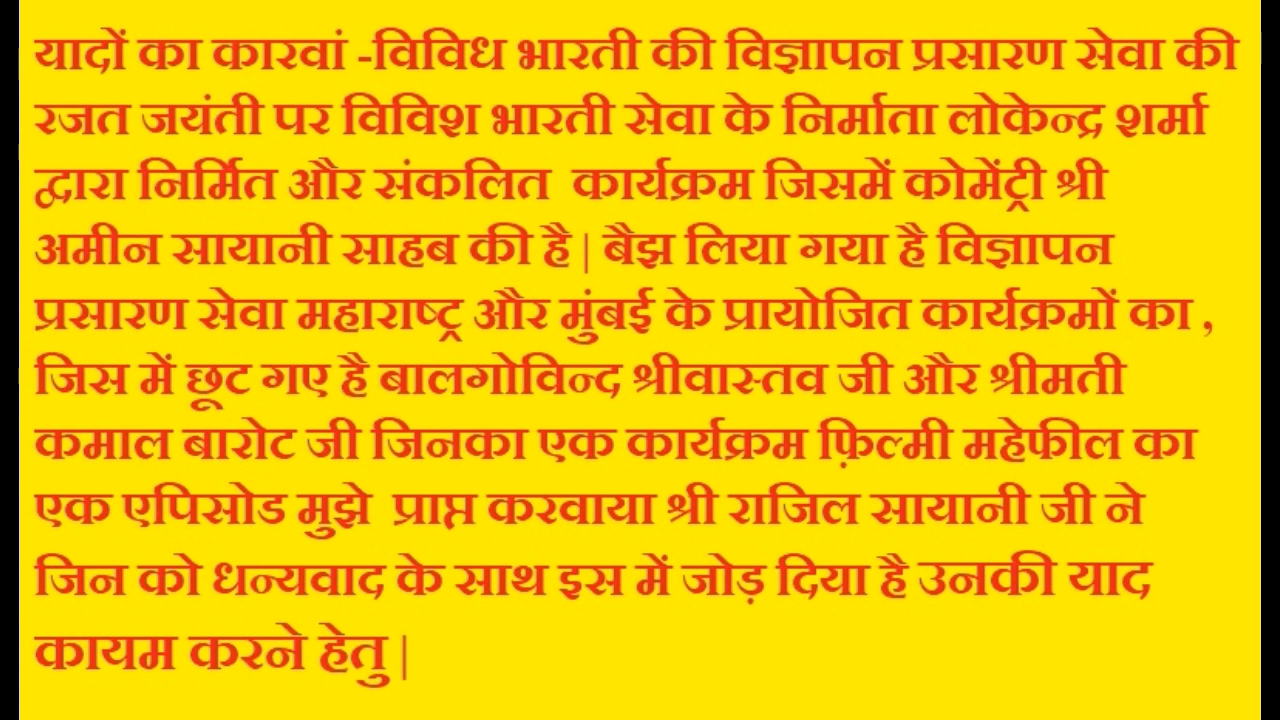 यादों का कारवां -विविध भारती की विज्ञापन प्रसारण सेवा की
रजत जयंती पर विविश भारती सेवा के निर्माता लोकेन्द्र शर्मा
द्वारा निर्मित और संकलित कार्यक्रम जिसमें कोमेंट्री श्री
अमीन सायानी साहब की है | बैझ लिया गया है विज्ञापन
प्रसारण सेवा महाराष्ट्र और मुंबई के प्रायोजित कार्यक्रमों का ,
जिस में छूट गए है बालगोविन्द श्रीवास्तव जी और श्रीमती
कमाल बारोट जी जिनका एक कार्यक्रम फ़िल्मी महेफील का
एक एपिसोड मुझे प्राप्त करवाया श्री राजिल सायानी जी ने
जिन को धन्यवाद के साथ इस में जोड़ दिया है उनकी याद
कायम करने हेतु |